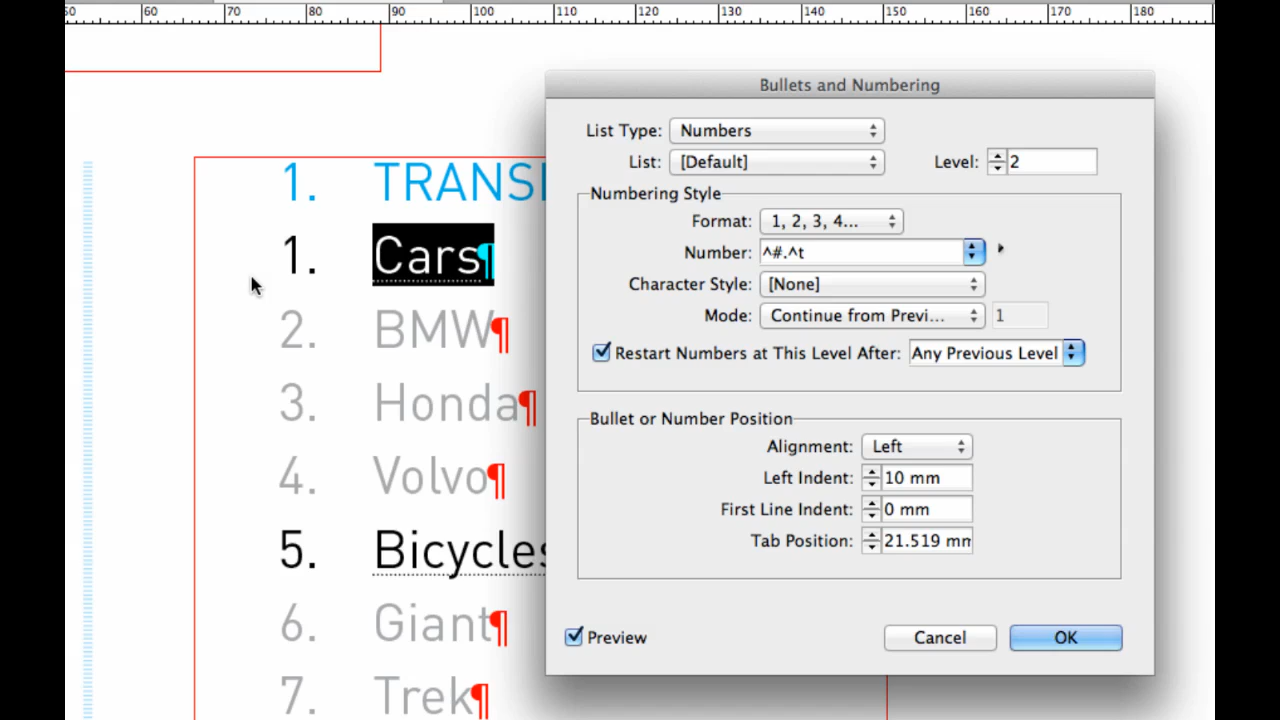 50 60 70 80 90 100 110 120 130 140 150 160 170 180
Bullets and Numbering
List Type: Numbers
List: [Default] Level: 2
Numbering Style
Format: 1, 2, 3, 4...
Number: ^#.^t
Character Style: [None]
Mode: Continue from Previ... 1
Restart Numbers at This Level After: Any Previous Level
Bullet or Number Position
Alignment: Left
Left Indent: 10 mm
First Line Indent: 0 mm
Tab Position: 21.519 mm
Preview Cancel OK
1. TRANS
1. Cars¶
2. BMW¶
3. Honda¶
4. Volvo¶
5. Bicycles
6. Giant¶
7. Trek¶